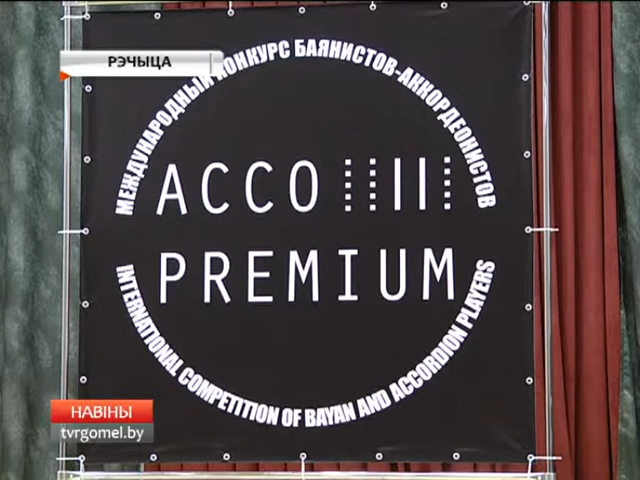 РЭЧЫЦА
МЕЖДУНАРОДНЫЙ КОНКУРС БАЯНИСТОВ-АККОРДЕОНИСТОВ
ACCO
PREMIUM
INTERNATIONAL COMPETITION OF BAYAN AND ACCORDION PLAYERS
НАВІНЫ
tvrgomel.by